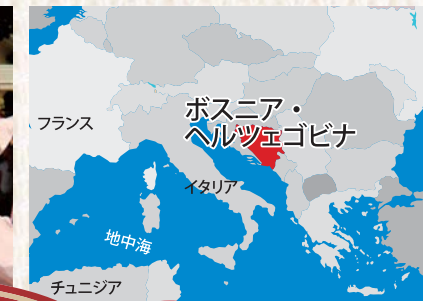 フランス
ボスニア・
ヘルツェゴビナ
イタリア
地中海
チュニジア